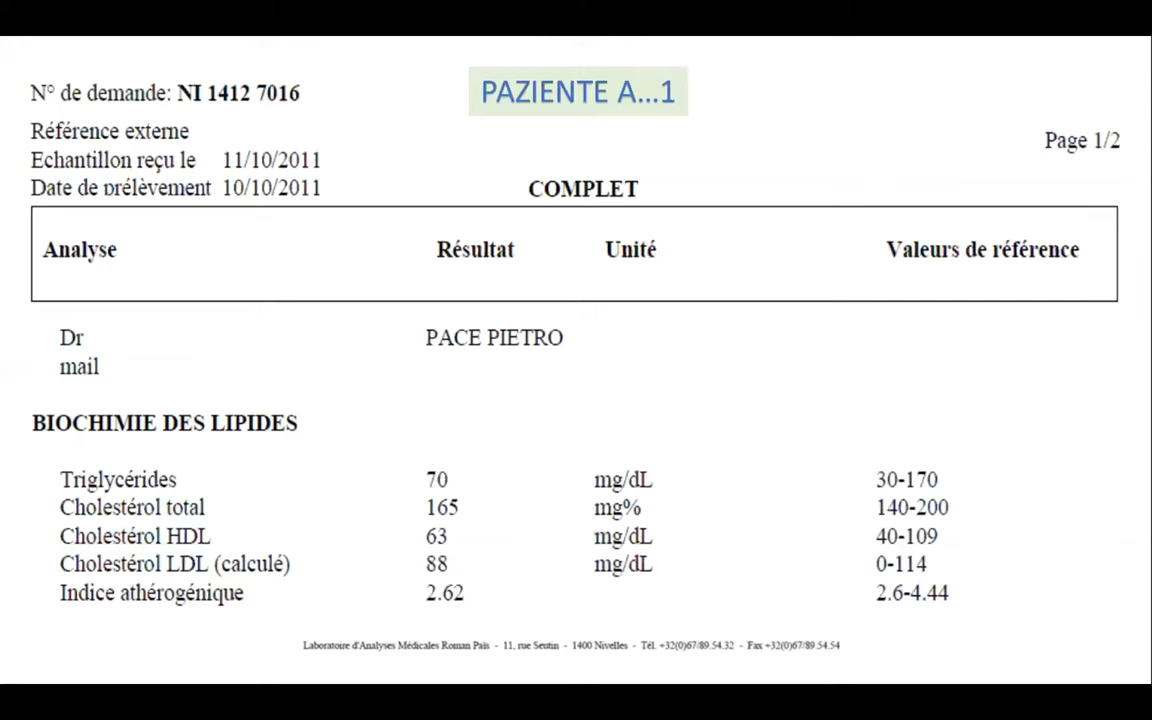 PAZIENTE A...1
N° de demande: NI 1412 7016
Référence externe
Page 1/2
Echantillon reçu le 11/10/2011
Date de prélèvement 10/10/2011
COMPLET
Analyse Résultat Unité Valeurs de référence
Dr PACE PIETRO
mail
BIOCHIMIE DES LIPIDES
Triglycérides 70 mg/dL 30-170
Cholestérol total 165 mg% 140-200
Cholestérol HDL 63 mg/dL 40-109
Cholestérol LDL (calculé) 88 mg/dL 0-114
Indice athérogénique 2.62 2.6-4.44
Laboratoire d'Analyses Médicales Roman Païs - 11, rue Seutin - 1400 Nivelles - Tél. +32(0)67/89.54.32 - Fax +32(0)67/89.54.54